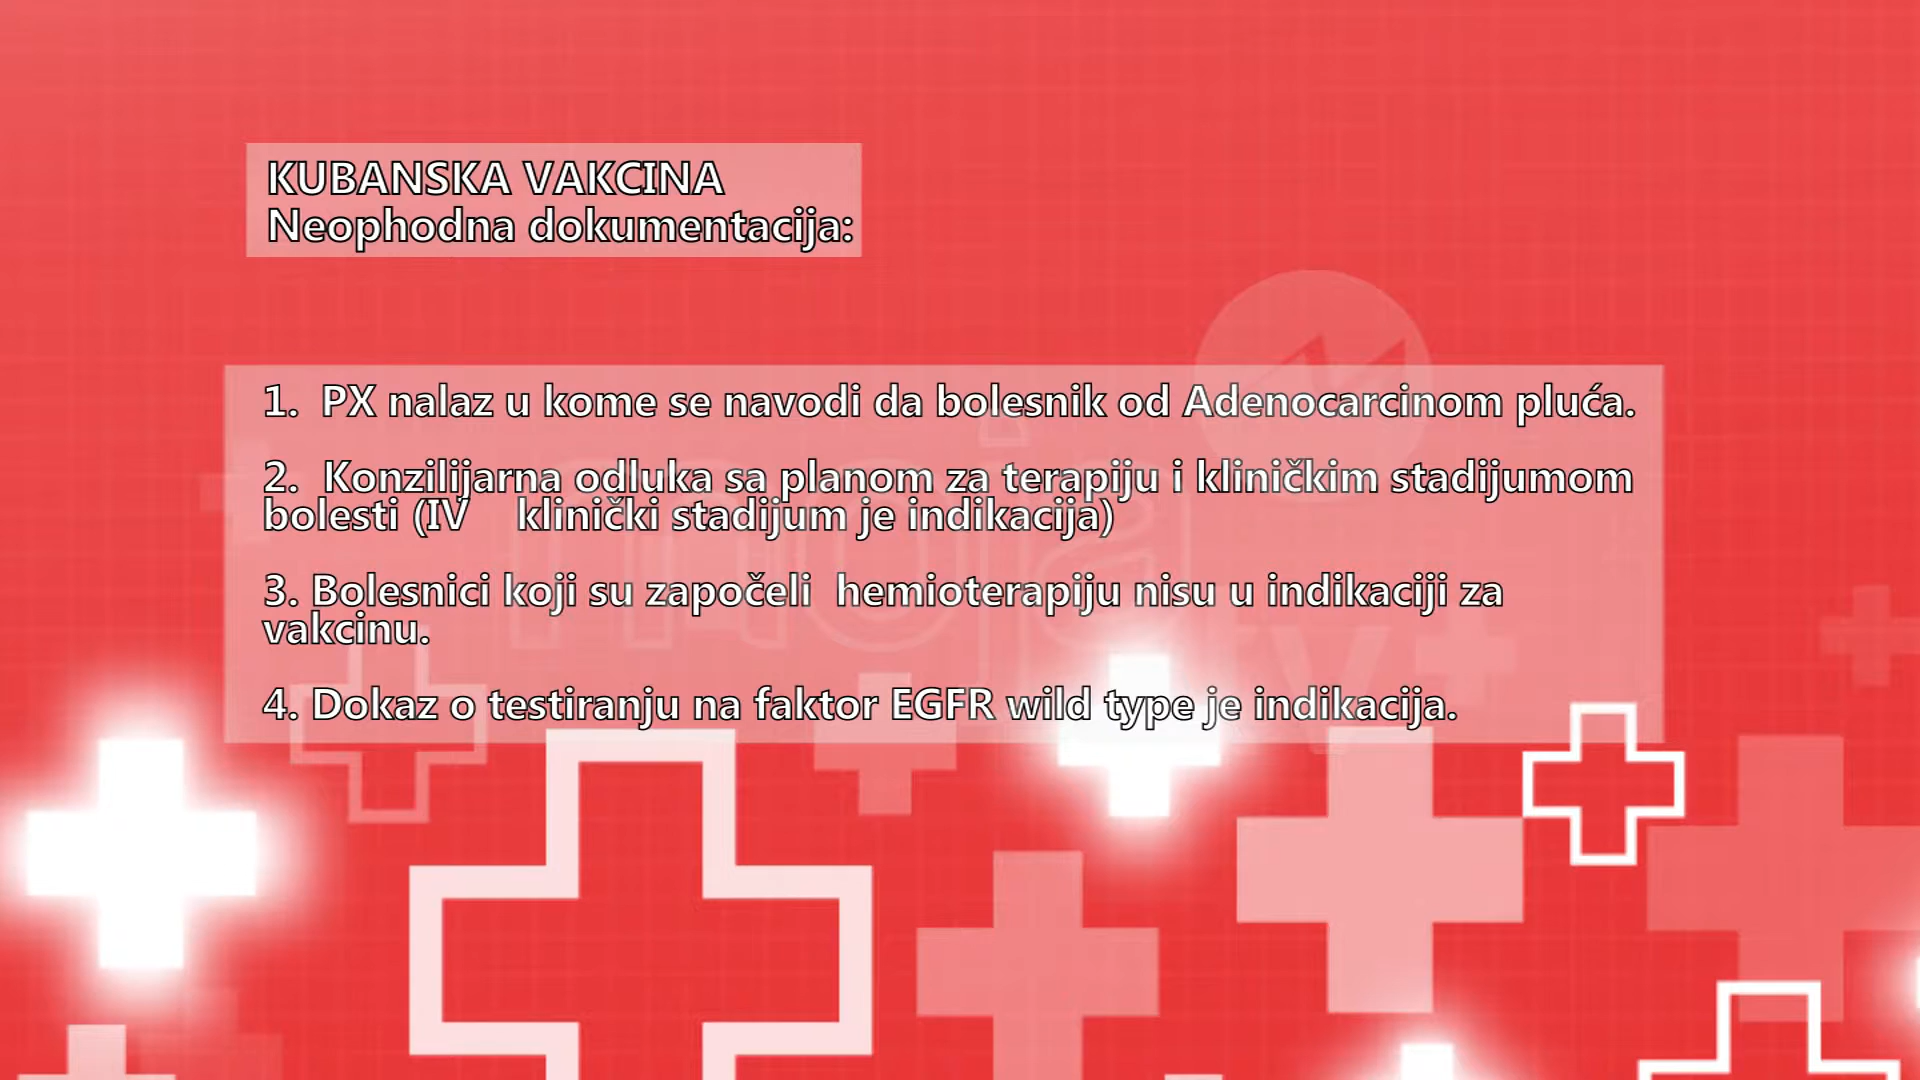 KUBANSKA VAKCINA
Neophodna dokumentacija:
1. PX nalaz u kome se navodi da bolesnik od Adenocarcinom pluća.
2. Konzilijarna odluka sa planom za terapiju i kliničkim stadijumom
bolesti (IV klinički stadijum je indikacija)
3. Bolesnici koji su započeli hemioterapiju nisu u indikaciji za
vakcinu.
4. Dokaz o testiranju na faktor EGFR wild type je indikacija.
moja
tv+